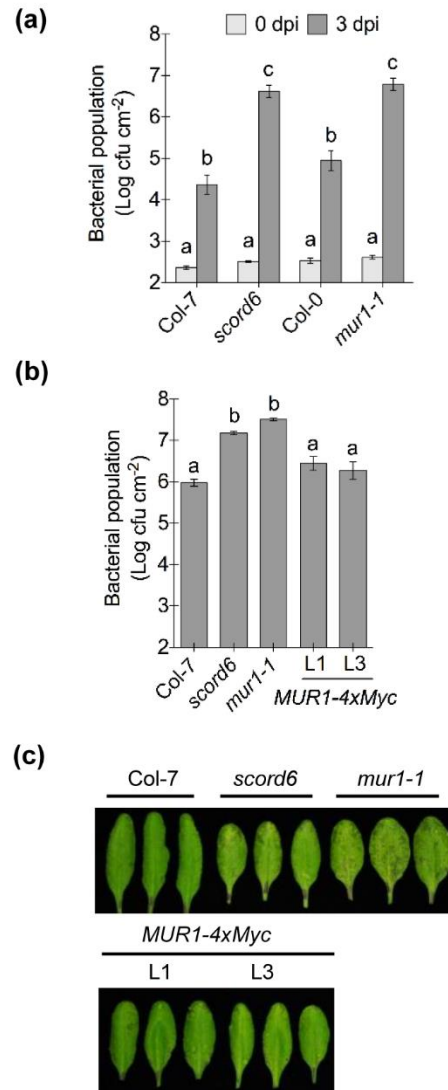 (a)
0 dpi 3 dpi
Bacterial population
(Log cfu cm-2)
8
7
6
5
4
3
2
a
b
a
c
a
b
a
c
Col-7
scord6
Col-0
mur1-1
(b)
Bacterial population
(Log cfu cm-2)
8
7
6
5
4
3
2
a
b
b
a
a
Col-7
scord6
mur1-1
L1
L3
MUR1-4xMyc
(c)
Col-7 scord6 mur1-1
MUR1-4xMyc
L1 L3